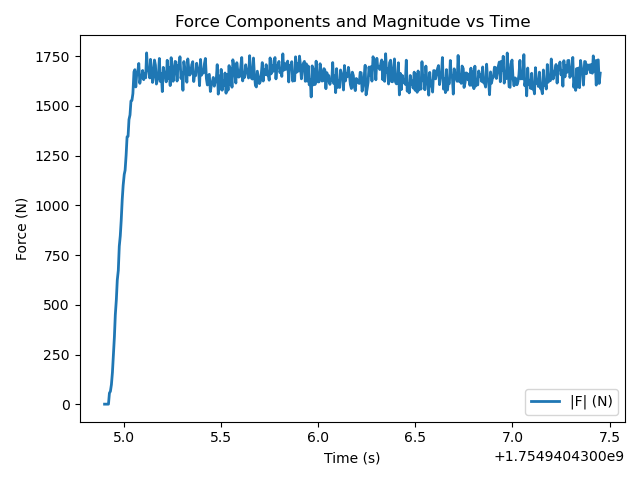 Force Components and Magnitude vs Time
Force (N)
1750
1500
1250
1000
750
500
250
0
|F| (N)
5.0 5.5 6.0 6.5 7.0 7.5
Time (s)
+1.7549404300e9